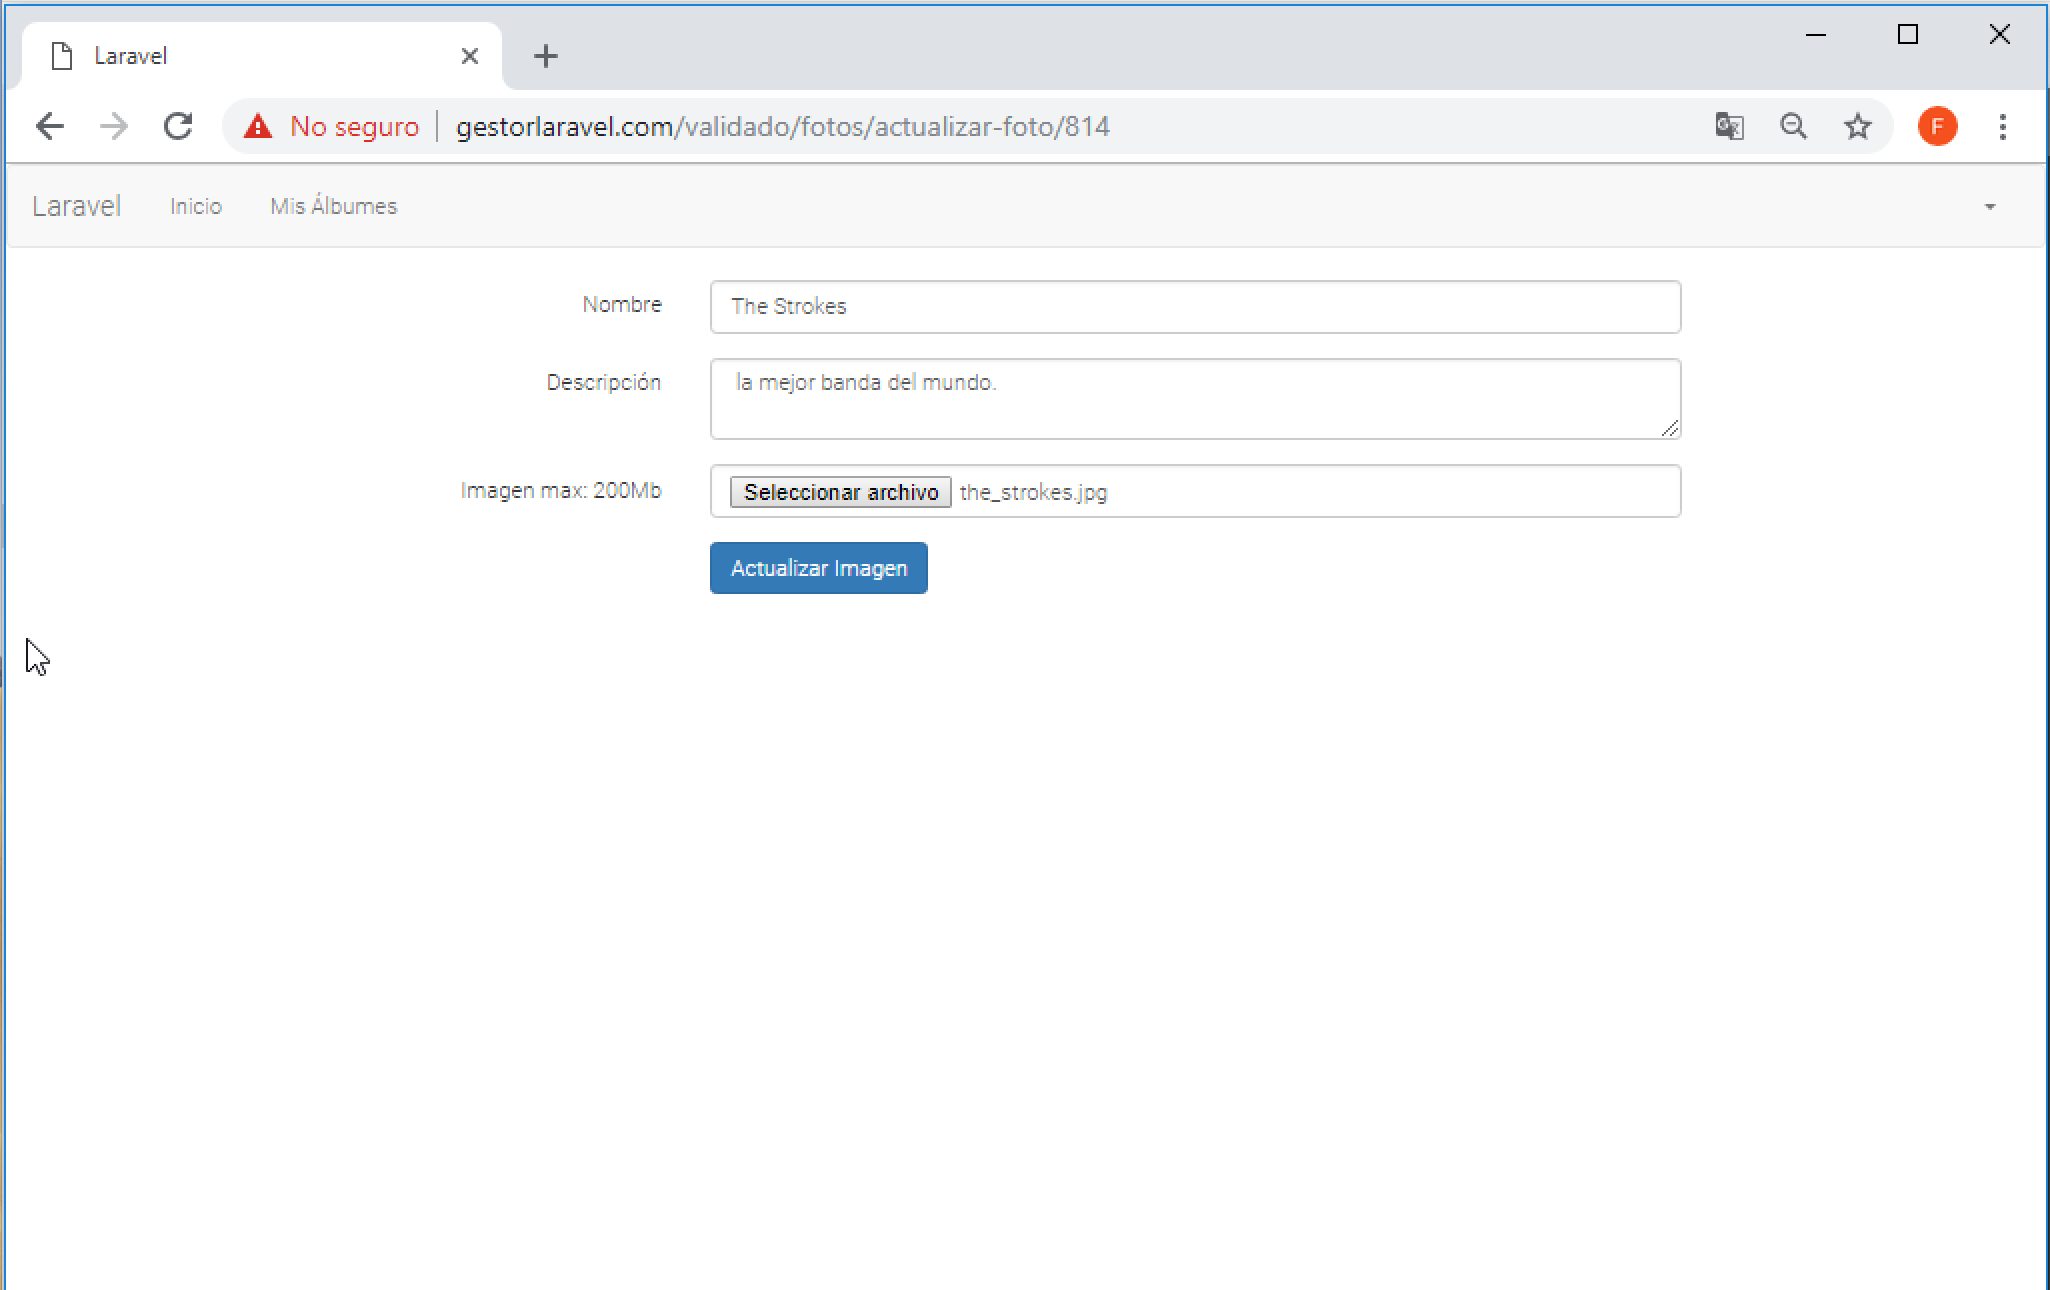 Laravel
No seguro gestorlaravel.com/validado/fotos/actualizar-foto/814
F
Laravel Inicio Mis Álbumes
Nombre The Strokes
Descripción la mejor banda del mundo.
Imagen max: 200Mb Seleccionar archivo the_strokes.jpg
Actualizar Imagen